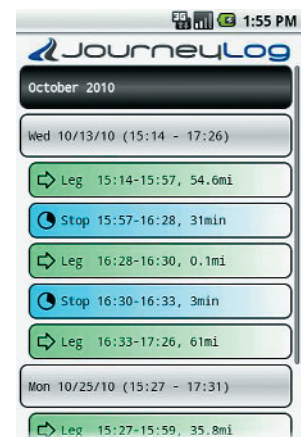 3G 1:55 PM
JourneyLog
October 2010
Wed 10/13/10 (15:14 - 17:26)
Leg 15:14-15:57, 54.6mi
Stop 15:57-16:28, 31min
Leg 16:28-16:30, 0.1mi
Stop 16:30-16:33, 3min
Leg 16:33-17:26, 61mi
Mon 10/25/10 (15:27 - 17:31)
Leg 15:27-15:59, 35.8mi